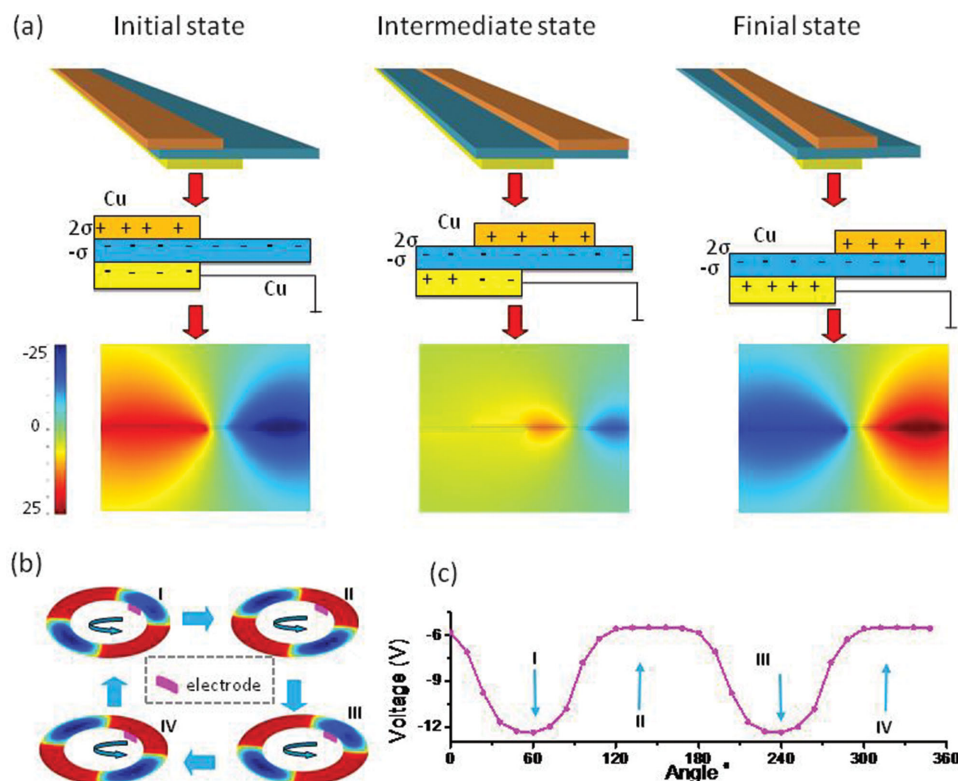 (a)
Initial state
Intermediate state
Finial state
Cu
2σ + + + +
-σ - - - - - - - -
- - - -
Cu
Cu
2σ + + + +
-σ - - - - - - - -
+ + - -
Cu
2σ + + + +
-σ - - - - - - - -
+ + + +
-25
0
25
(b)
I
II
electrode
IV
III
(c)
Voltage (V)
-6
-9
-12
I
II
III
IV
0 60 120 180 240 300 360
Angle °